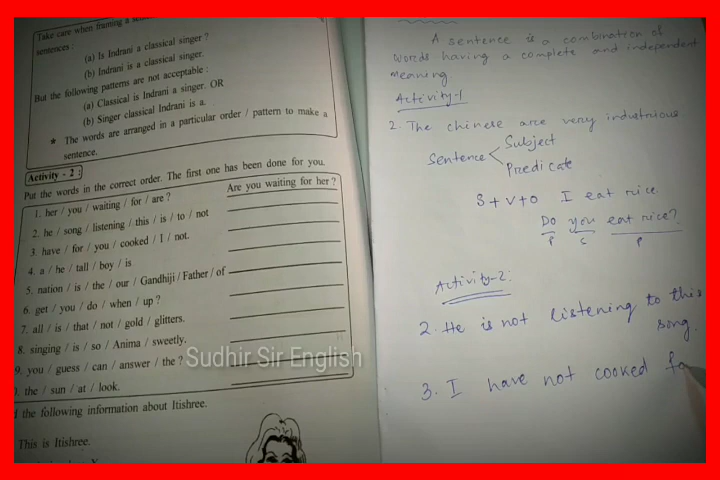 Take care when framing a
sentences :
(a) Is Indrani a classical singer ?
(b) Indrani is a classical singer.
But the following patterns are not acceptable :
(a) Classical is Indrani a singer. OR
(b) Singer classical Indrani is a.
* The words are arranged in a particular order / pattern to make a
sentence.
Activity - 2 :
Put the words in the correct order. The first one has been done for you.
1. her / you / waiting / for / are ? Are you waiting for her ?
2. he / song / listening / this / is / to / not
3. have / for / you / cooked / I / not.
4. a / he / tall / boy / is
5. nation / is / the / our / Gandhiji / Father / of
6. get / you / do / when / up ?
7. all / is / that / not / gold / glitters.
8. singing / is / so / Anima / sweetly.
9. you / guess / can / answer / the ?
the / sun / at / look.
the following information about Itishree.
This is Itishree.
Sudhir Sir English
A sentence is a combination of
words having a complete and independent
meaning.
Activity-1
2. The chinese are very industrious.
Sentence
Subject
Predicate
S + V + O I eat rice.
Do you eat rice?
P S P
Activity-2:
2. He is not listening to this
song.
3. I have not cooked fo